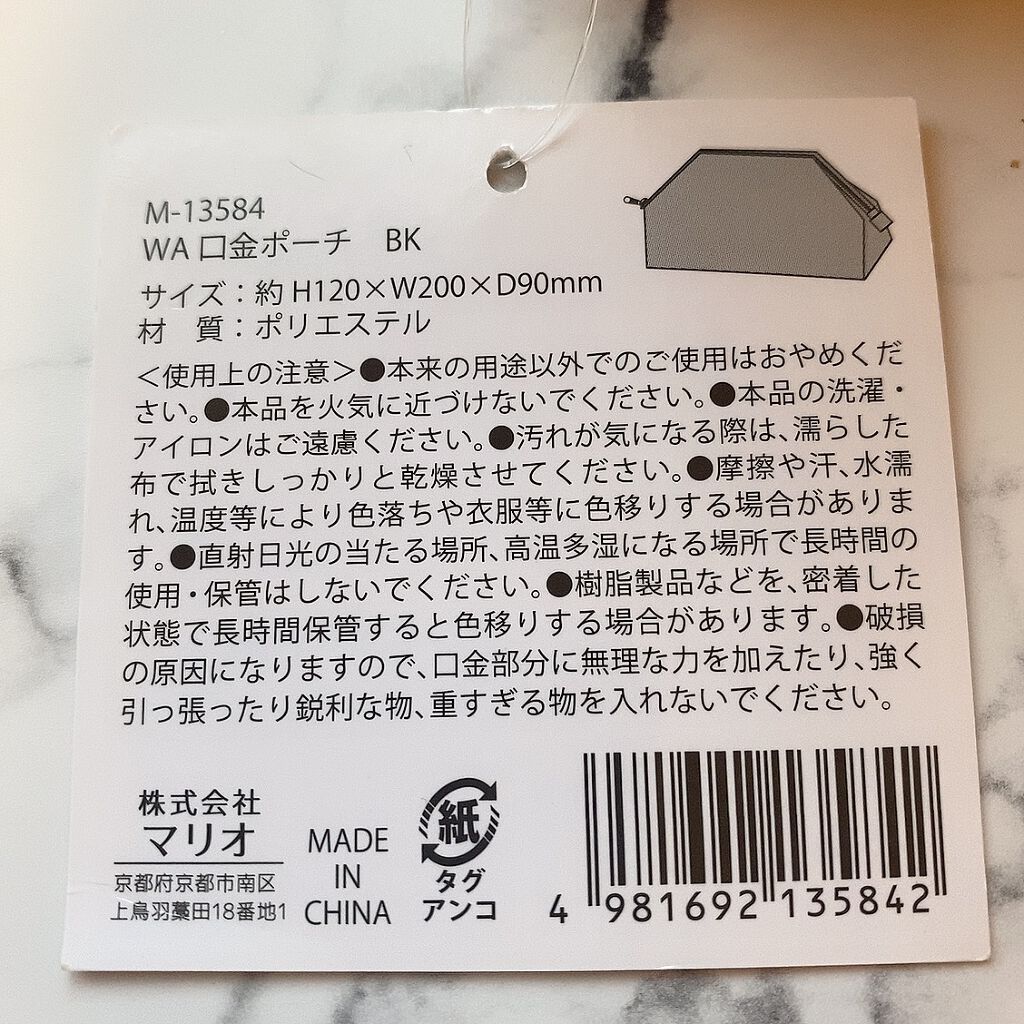 M-13584
WA 口金ポーチ　BK
サイズ：約 H120×W200×D90mm
材　質：ポリエステル
＜使用上の注意＞●本来の用途以外でのご使用はおやめくだ
さい。●本品を火気に近づけないでください。●本品の洗濯・
アイロンはご遠慮ください。●汚れが気になる際は、濡らした
布で拭きしっかりと乾燥させてください。●摩擦や汗、水濡
れ、温度等により色落ちや衣服等に色移りする場合がありま
す。●直射日光の当たる場所、高温多湿になる場所で長時間の
使用・保管はしないでください。●樹脂製品などを、密着した
状態で長時間保管すると色移りする場合があります。●破損
の原因になりますので、口金部分に無理な力を加えたり、強く
引っ張ったり鋭利な物、重すぎる物を入れないでください。
株式会社
マリオ
京都府京都市南区
上鳥羽藁田18番地1
MADE
IN
CHINA
紙
タグ
アンコ
4 981692 135842